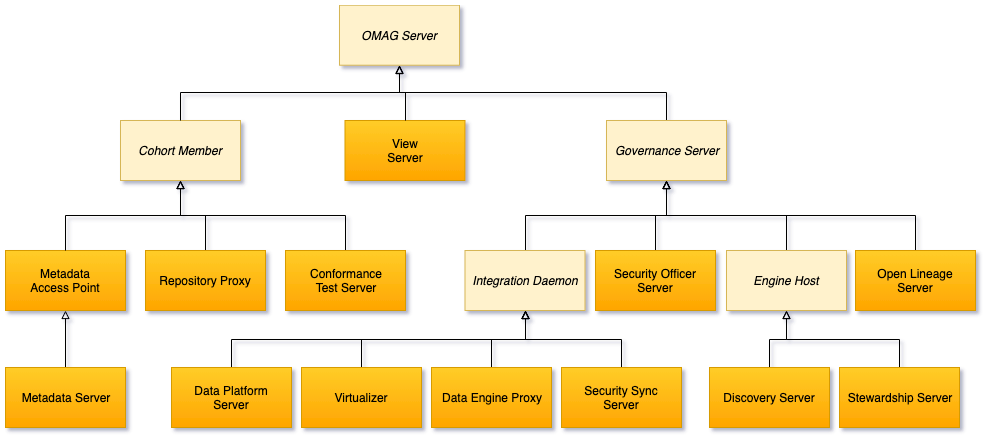 OMAG Server
Cohort Member
View
Server
Governance Server
Metadata
Access Point
Repository Proxy
Conformance
Test Server
Integration Daemon
Security Officer
Server
Engine Host
Open Lineage
Server
Metadata Server
Data Platform
Server
Virtualizer
Data Engine Proxy
Security Sync
Server
Discovery Server
Stewardship Server